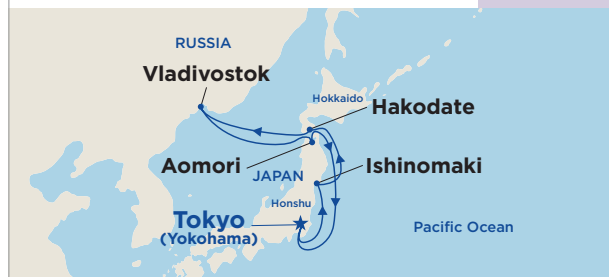 RUSSIA
Vladivostok
Hokkaido
Hakodate
Aomori
JAPAN
Ishinomaki
Honshu
Tokyo
(Yokohama)
Pacific Ocean